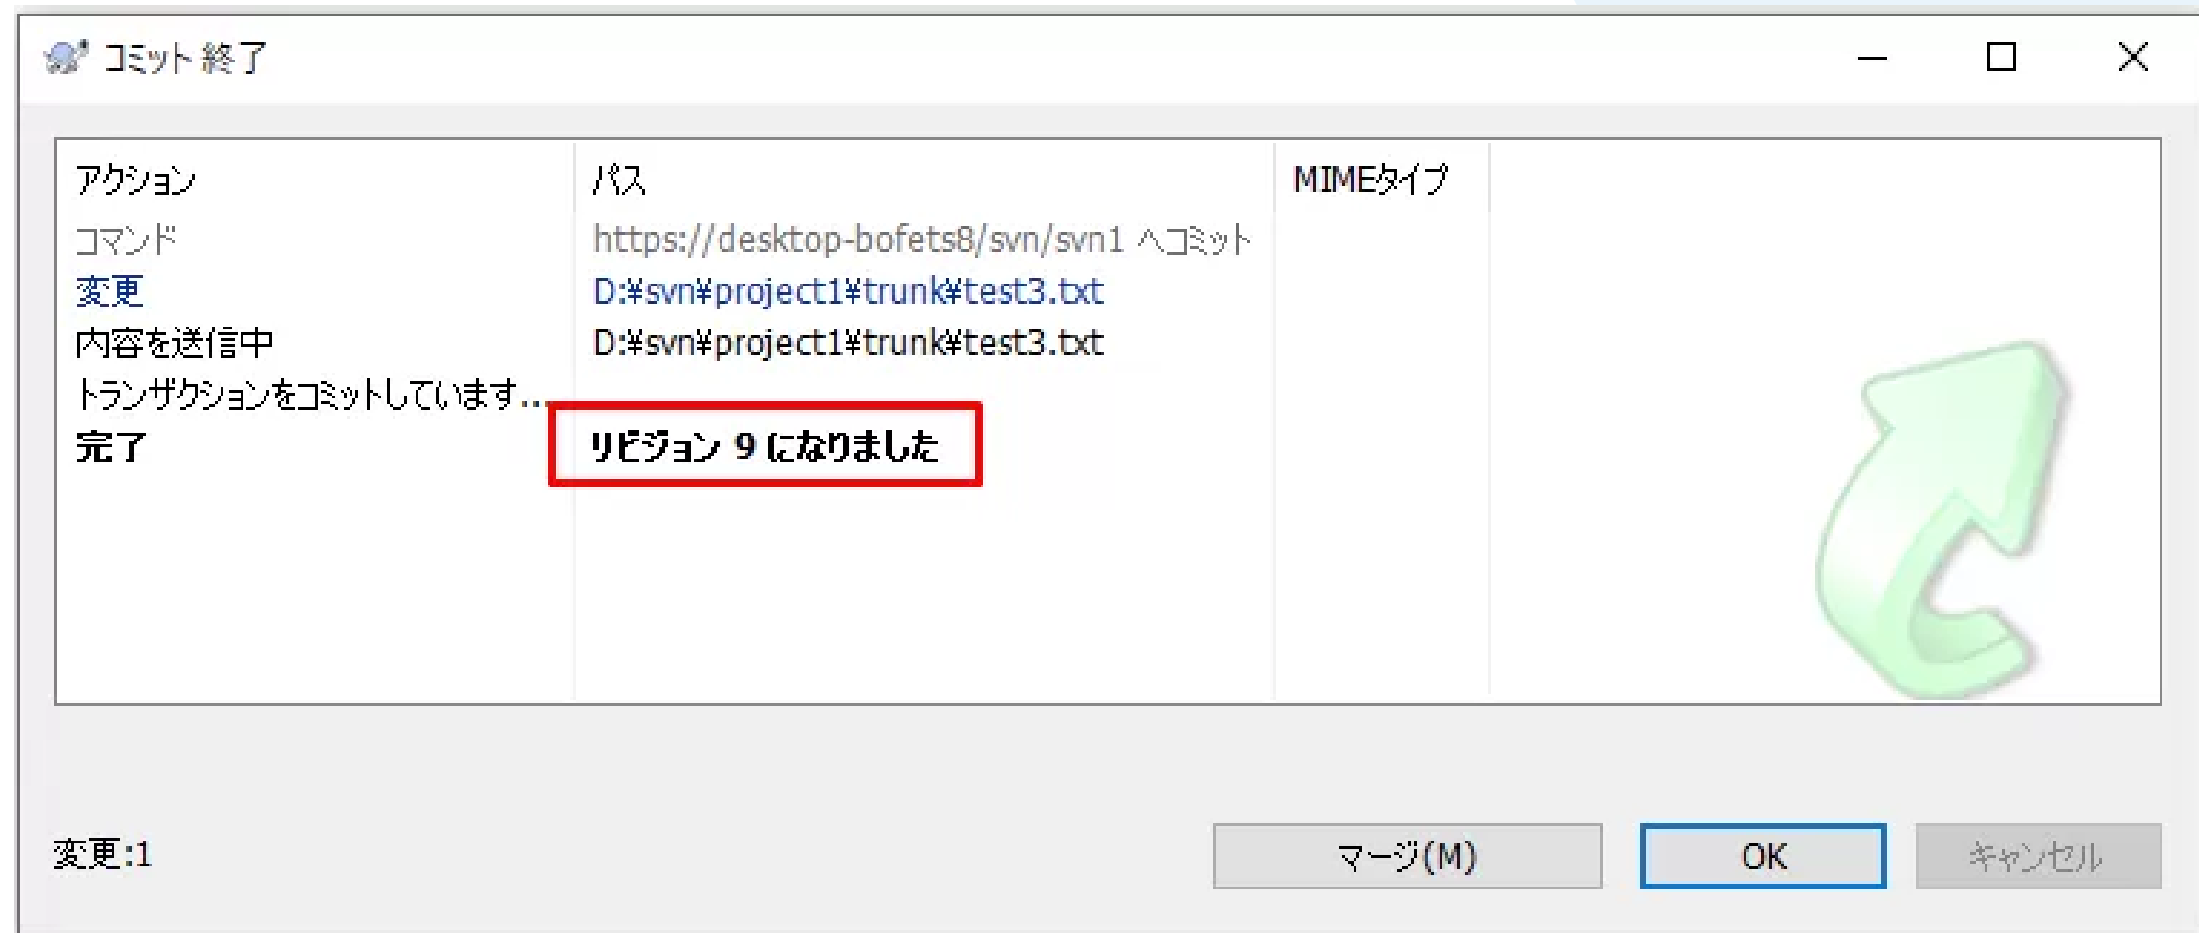 コミット 終了
アクション パス MIMEタイプ
コマンド https://desktop-bofets8/svn/svn1 へコミット
変更 D:¥svn¥project1¥trunk¥test3.txt
内容を送信中 D:¥svn¥project1¥trunk¥test3.txt
トランザクションをコミットしています...
完了 リビジョン 9 になりました
変更:1 マージ(M) OK キャンセル